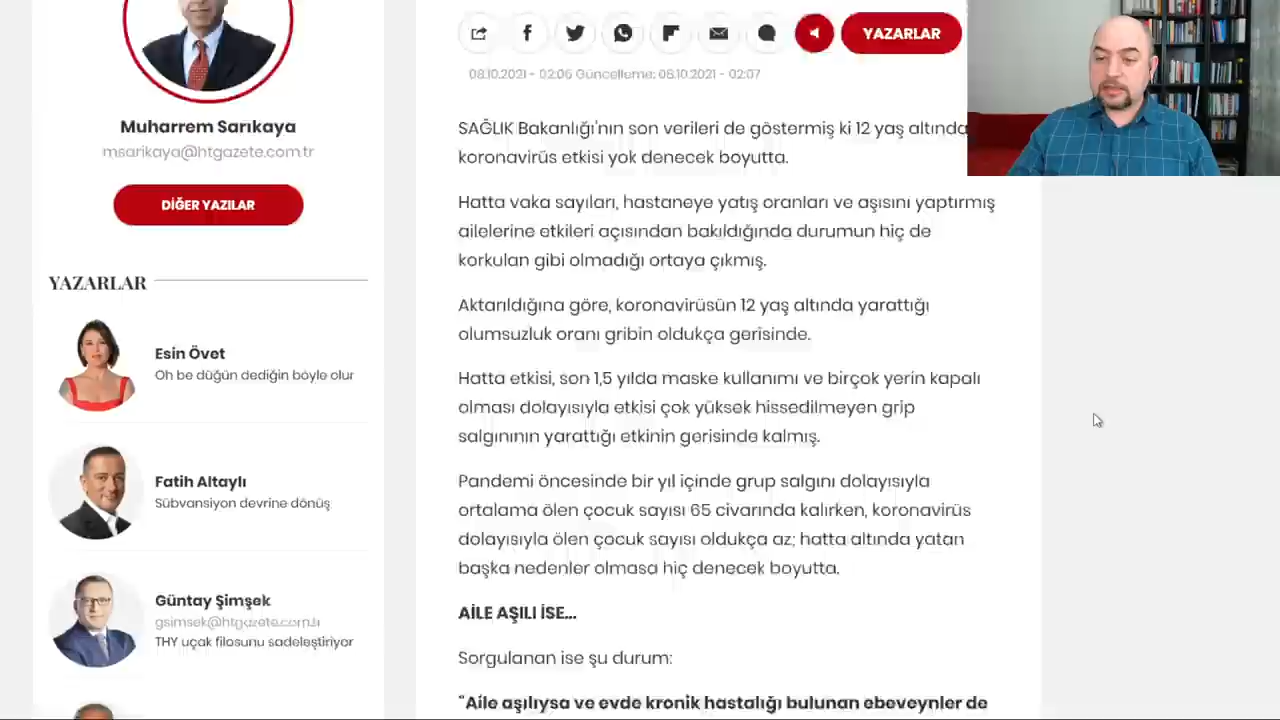 Muharrem Sarıkaya
msarikaya@htgazete.com.tr
DİĞER YAZILAR
YAZARLAR
Esin Övet
Oh be düğün dediğin böyle olur
Fatih Altaylı
Sübvansiyon devrine dönüş
Güntay Şimşek
gsimsek@htgazete.com.tr
THY uçak filosunu sadeleştiriyor
YAZARLAR
08.10.2021 - 02:06 Güncelleme: 08.10.2021 - 02:07
SAĞLIK Bakanlığı'nın son verileri de göstermiş ki 12 yaş altında
koronavirüs etkisi yok denecek boyutta.
Hatta vaka sayıları, hastaneye yatış oranları ve aşısını yaptırmış
ailelerine etkileri açısından bakıldığında durumun hiç de
korkulan gibi olmadığı ortaya çıkmış.
Aktarıldığına göre, koronavirüsün 12 yaş altında yarattığı
olumsuzluk oranı gribin oldukça gerisinde.
Hatta etkisi, son 1,5 yılda maske kullanımı ve birçok yerin kapalı
olması dolayısıyla etkisi çok yüksek hissedilmeyen grip
salgınının yarattığı etkinin gerisinde kalmış.
Pandemi öncesinde bir yıl içinde grup salgını dolayısıyla
ortalama ölen çocuk sayısı 65 civarında kalırken, koronavirüs
dolayısıyla ölen çocuk sayısı oldukça az; hatta altında yatan
başka nedenler olmasa hiç denecek boyutta.
AİLE AŞILI İSE...
Sorgulanan ise şu durum:
"Aile aşılıysa ve evde kronik hastalığı bulunan ebeveynler de